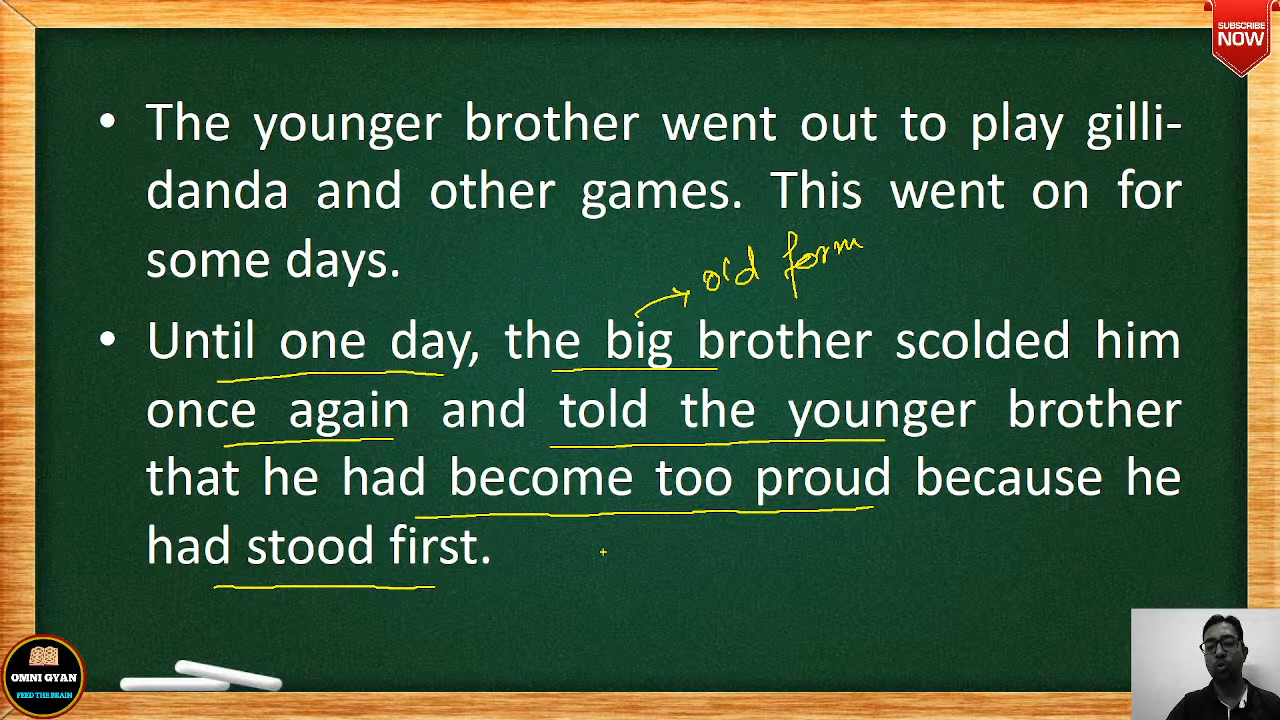 SUBSCRIBE
NOW
• The younger brother went out to play gilli-
danda and other games. This went on for
some days.
old form
• Until one day, the big brother scolded him
once again and told the younger brother
that he had become too proud because he
had stood first.
OMNI GYAN
FEED THE BRAIN